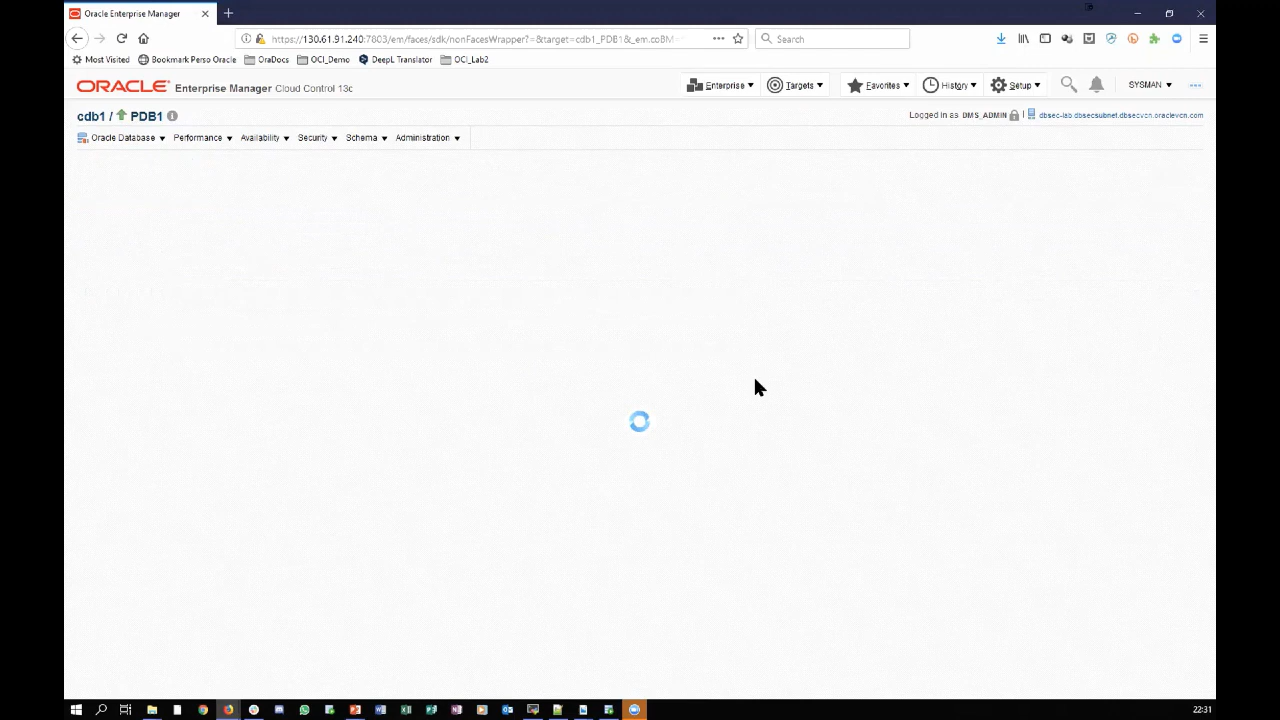 Oracle Enterprise Manager
https://130.61.91.240:7803/em/faces/sdk/nonFacesWrapper?=&target=cdb1_PDB1&_em.coBM=
Search
Most Visited
Bookmark Perso Oracle
OraDocs
OCI_Demo
DeepL Translator
OCI_Lab2
ORACLE Enterprise Manager Cloud Control 13c
Enterprise
Targets
Favorites
History
Setup
SYSMAN
cdb1 / PDB1
Logged in as DMS_ADMIN
dbsec-lab.dbsecsubnet.dbsecvcn.oraclevcn.com
Oracle Database
Performance
Availability
Security
Schema
Administration
22:31